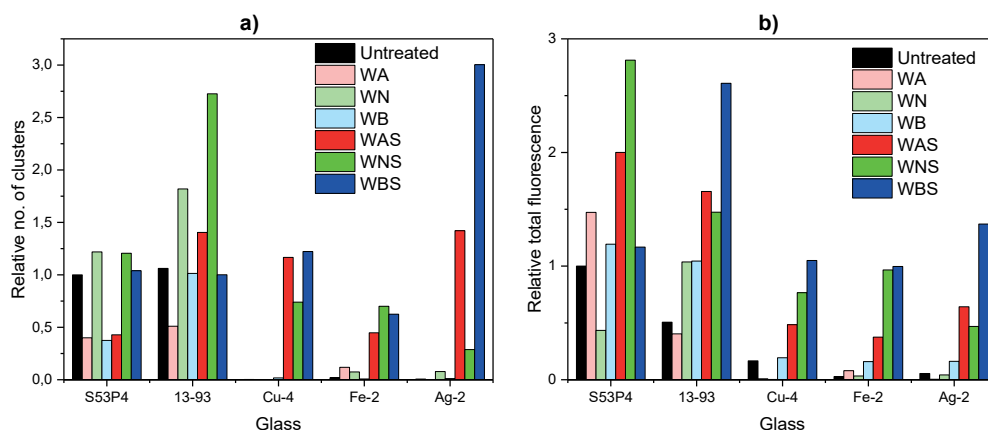 a)
Relative no. of clusters
3,0
2,5
2,0
1,5
1,0
0,5
0,0
Untreated
WA
WN
WB
WAS
WNS
WBS
S53P4 13-93 Cu-4 Fe-2 Ag-2
Glass
b)
Relative total fluorescence
3
2
1
0
Untreated
WA
WN
WB
WAS
WNS
WBS
S53P4 13-93 Cu-4 Fe-2 Ag-2
Glass